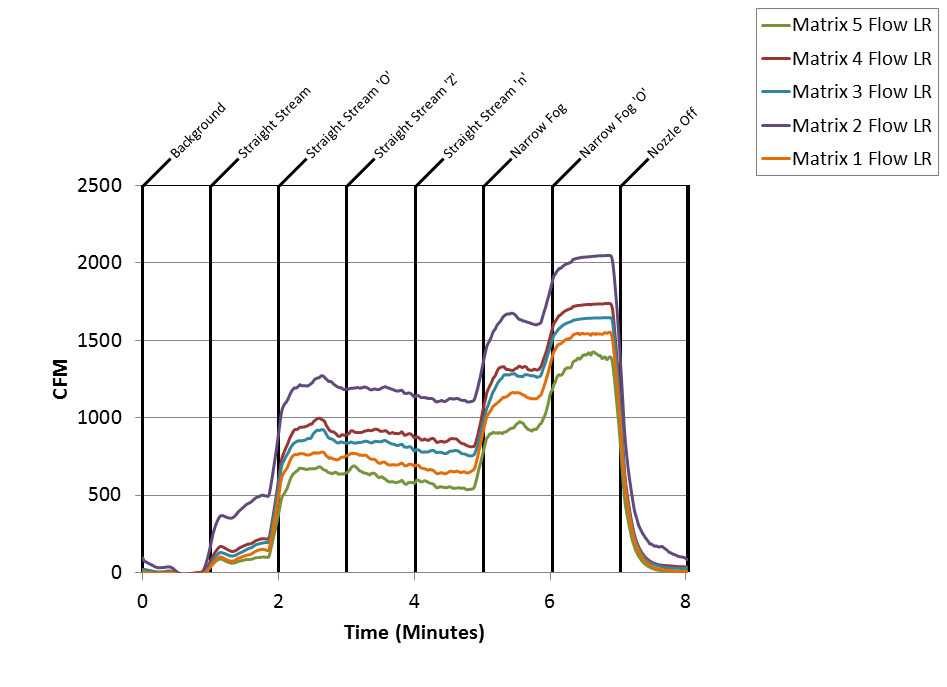 Matrix 5 Flow LR
Matrix 4 Flow LR
Matrix 3 Flow LR
Matrix 2 Flow LR
Matrix 1 Flow LR
Background
Straight Stream
Straight Stream 'O'
Straight Stream 'Z'
Straight Stream 'n'
Narrow Fog
Narrow Fog 'O'
Nozzle Off
2500
2000
1500
1000
500
0
CFM
0 2 4 6 8
Time (Minutes)